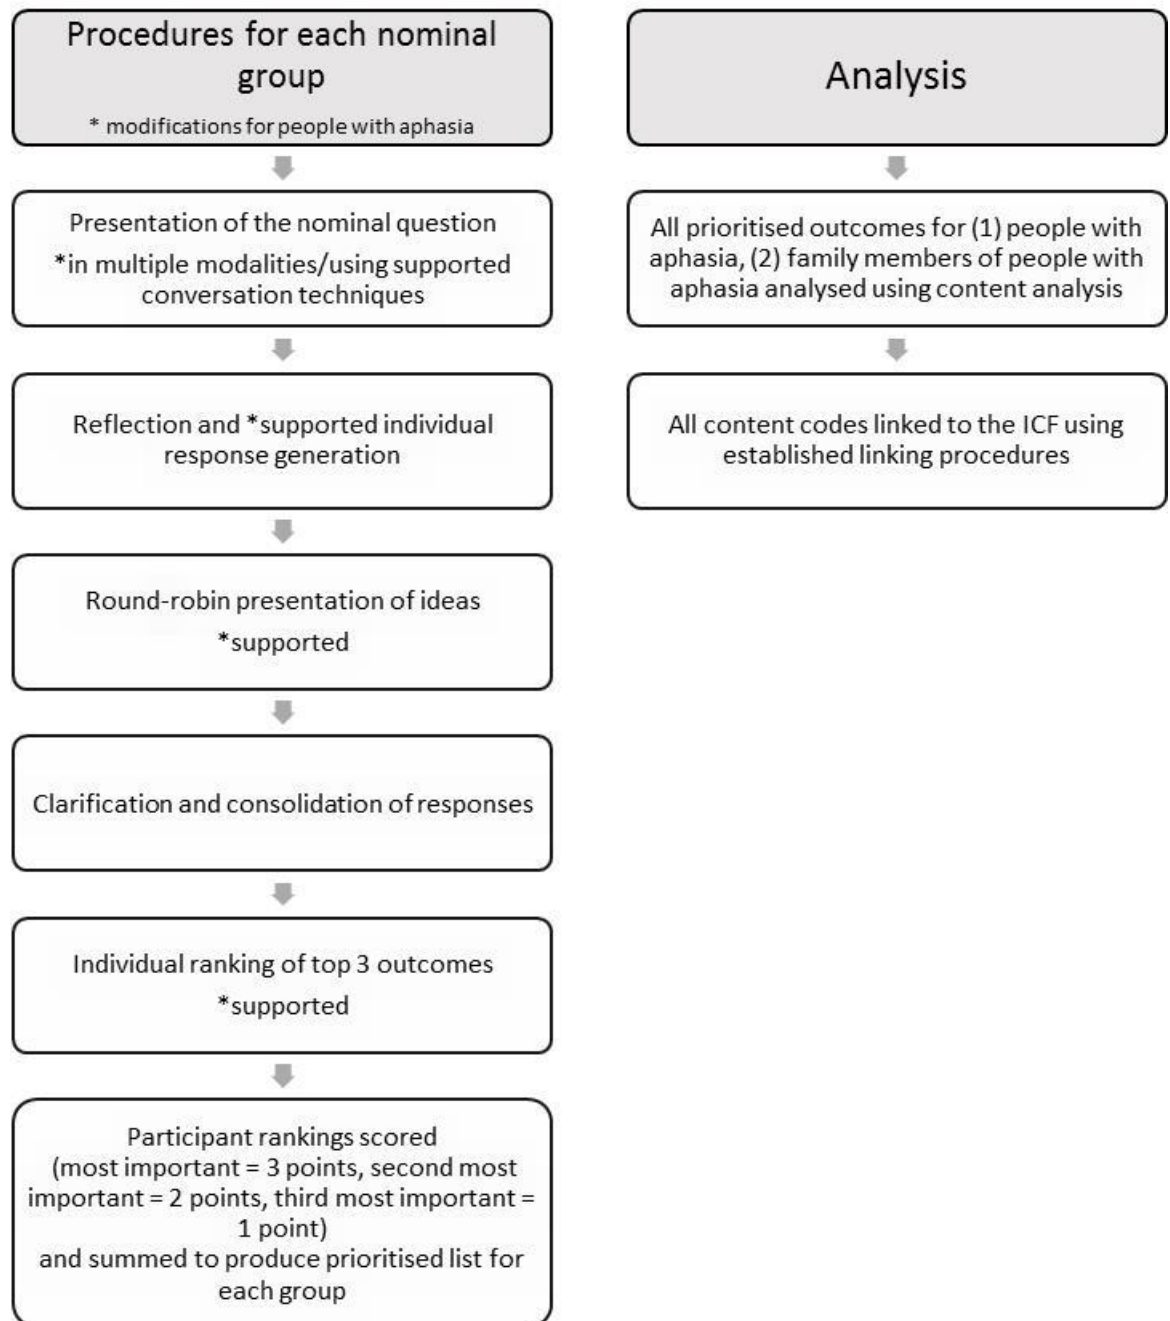 Procedures for each nominal
group
* modifications for people with aphasia
Presentation of the nominal question
*in multiple modalities/using supported
conversation techniques
Reflection and *supported individual
response generation
Round-robin presentation of ideas
*supported
Clarification and consolidation of responses
Individual ranking of top 3 outcomes
*supported
Participant rankings scored
(most important = 3 points, second most
important = 2 points, third most important =
1 point)
and summed to produce prioritised list for
each group
Analysis
All prioritised outcomes for (1) people with
aphasia, (2) family members of people with
aphasia analysed using content analysis
All content codes linked to the ICF using
established linking procedures